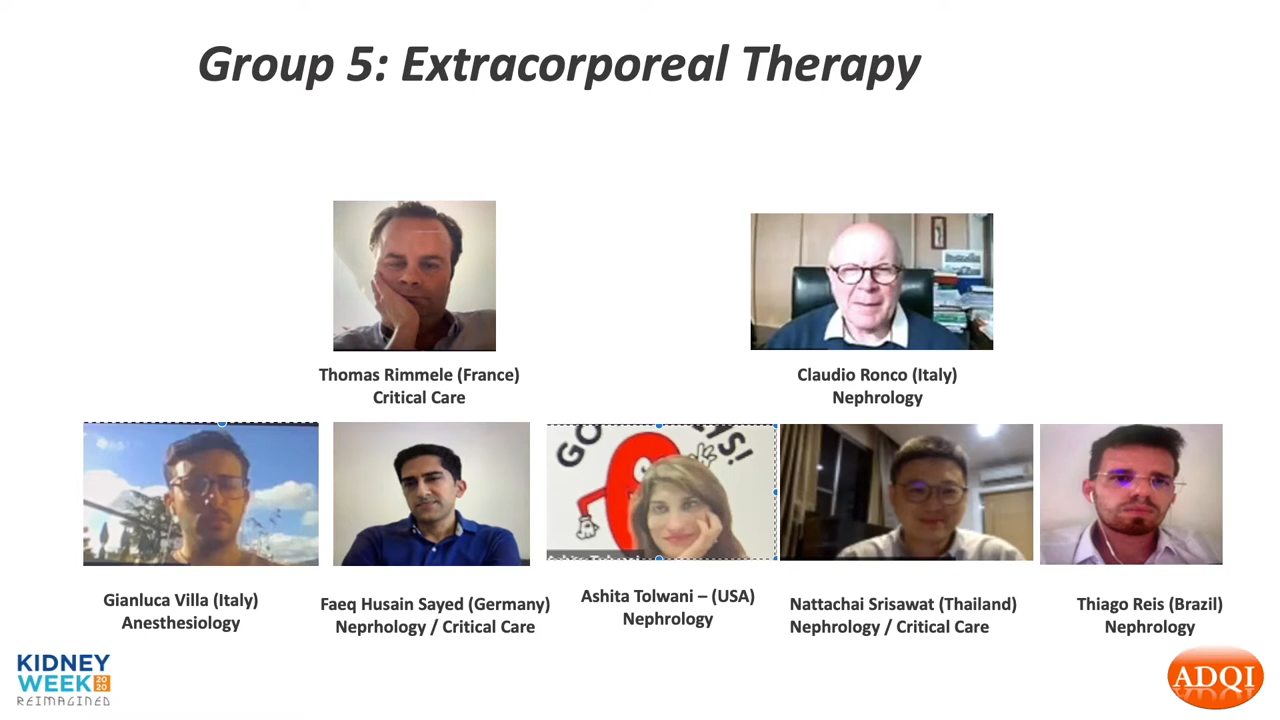 Group 5: Extracorporeal Therapy
Thomas Rimmele (France)
Critical Care
Claudio Ronco (Italy)
Nephrology
Gianluca Villa (Italy)
Anesthesiology
Faeq Husain Sayed (Germany)
Neprhology / Critical Care
Ashita Tolwani – (USA)
Nephrology
Nattachai Srisawat (Thailand)
Nephrology / Critical Care
Thiago Reis (Brazil)
Nephrology
KIDNEY
WEEK 2020
REIMAGINED
ADQI